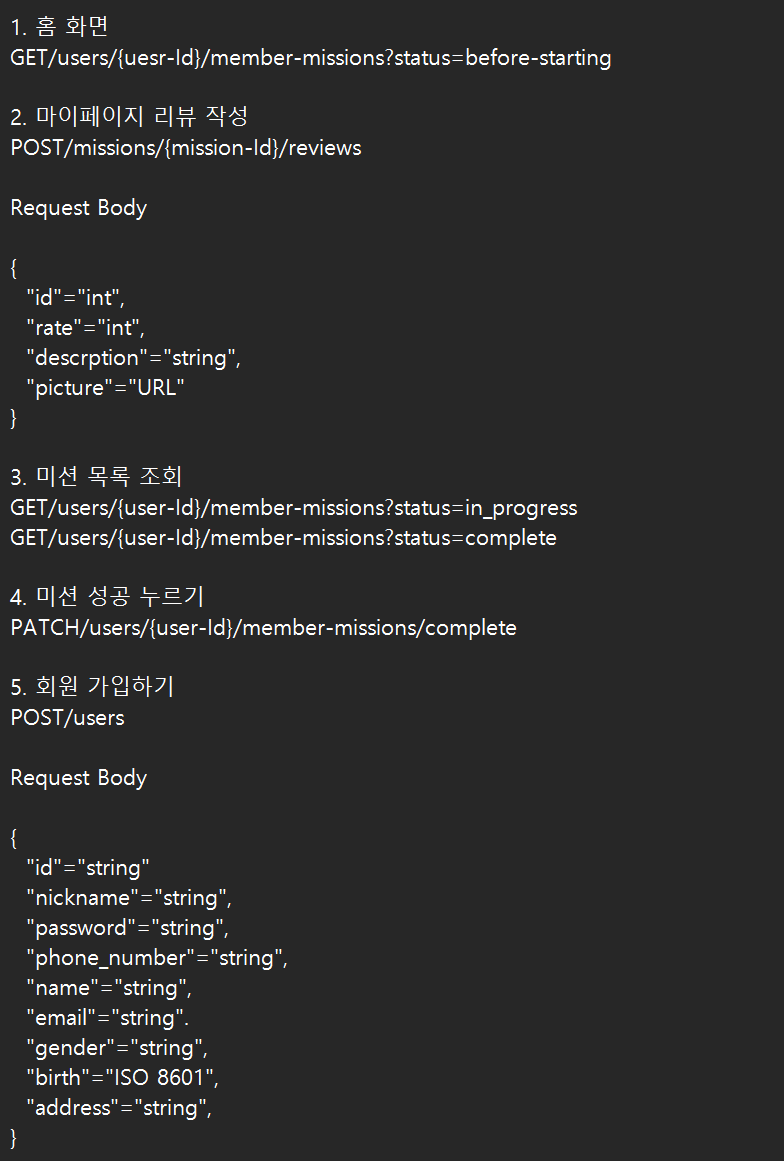 1. 홈 화면
GET/users/{uesr-Id}/member-missions?status=before-starting
2. 마이페이지 리뷰 작성
POST/missions/{mission-Id}/reviews
Request Body
{
"id"="int",
"rate"="int",
"descrption"="string",
"picture"="URL"
}
3. 미션 목록 조회
GET/users/{user-Id}/member-missions?status=in_progress
GET/users/{user-Id}/member-missions?status=complete
4. 미션 성공 누르기
PATCH/users/{user-Id}/member-missions/complete
5. 회원 가입하기
POST/users
Request Body
{
"id"="string"
"nickname"="string",
"password"="string",
"phone_number"="string",
"name"="string",
"email"="string".
"gender"="string",
"birth"="ISO 8601",
"address"="string",
}